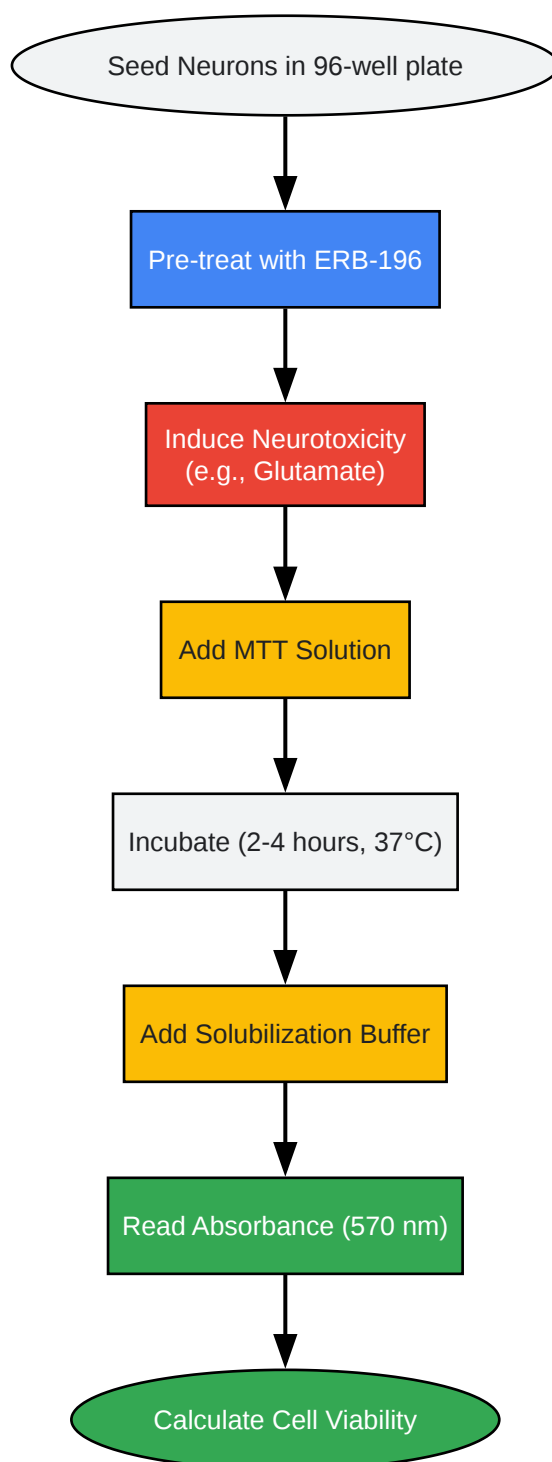 Seed Neurons in 96-well plate
Pre-treat with ERB-196
Induce Neurotoxicity
(e.g., Glutamate)
Add MTT Solution
Incubate (2-4 hours, 37°C)
Add Solubilization Buffer
Read Absorbance (570 nm)
Calculate Cell Viability